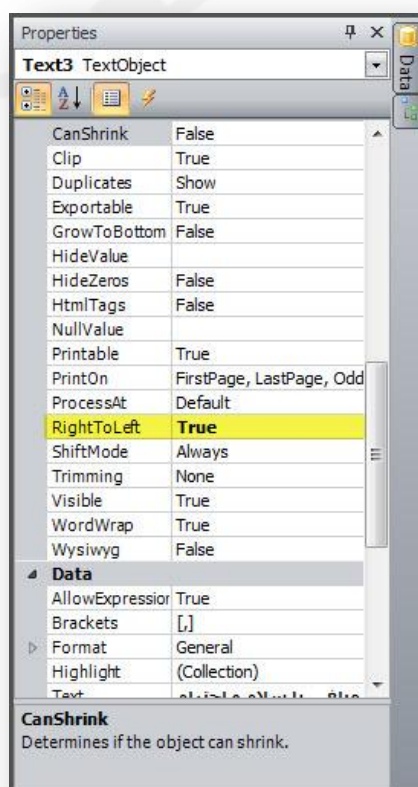 Properties
Text3 TextObject
Data
CanShrink False
Clip True
Duplicates Show
Exportable True
GrowToBottom False
HideValue
HideZeros False
HtmlTags False
NullValue
Printable True
PrintOn FirstPage, LastPage, Odd
ProcessAt Default
RightToLeft True
ShiftMode Always
Trimming None
Visible True
WordWrap True
Wysiwyg False
Data
AllowExpression True
Brackets [,]
Format General
Highlight (Collection)
Text
CanShrink
Determines if the object can shrink.